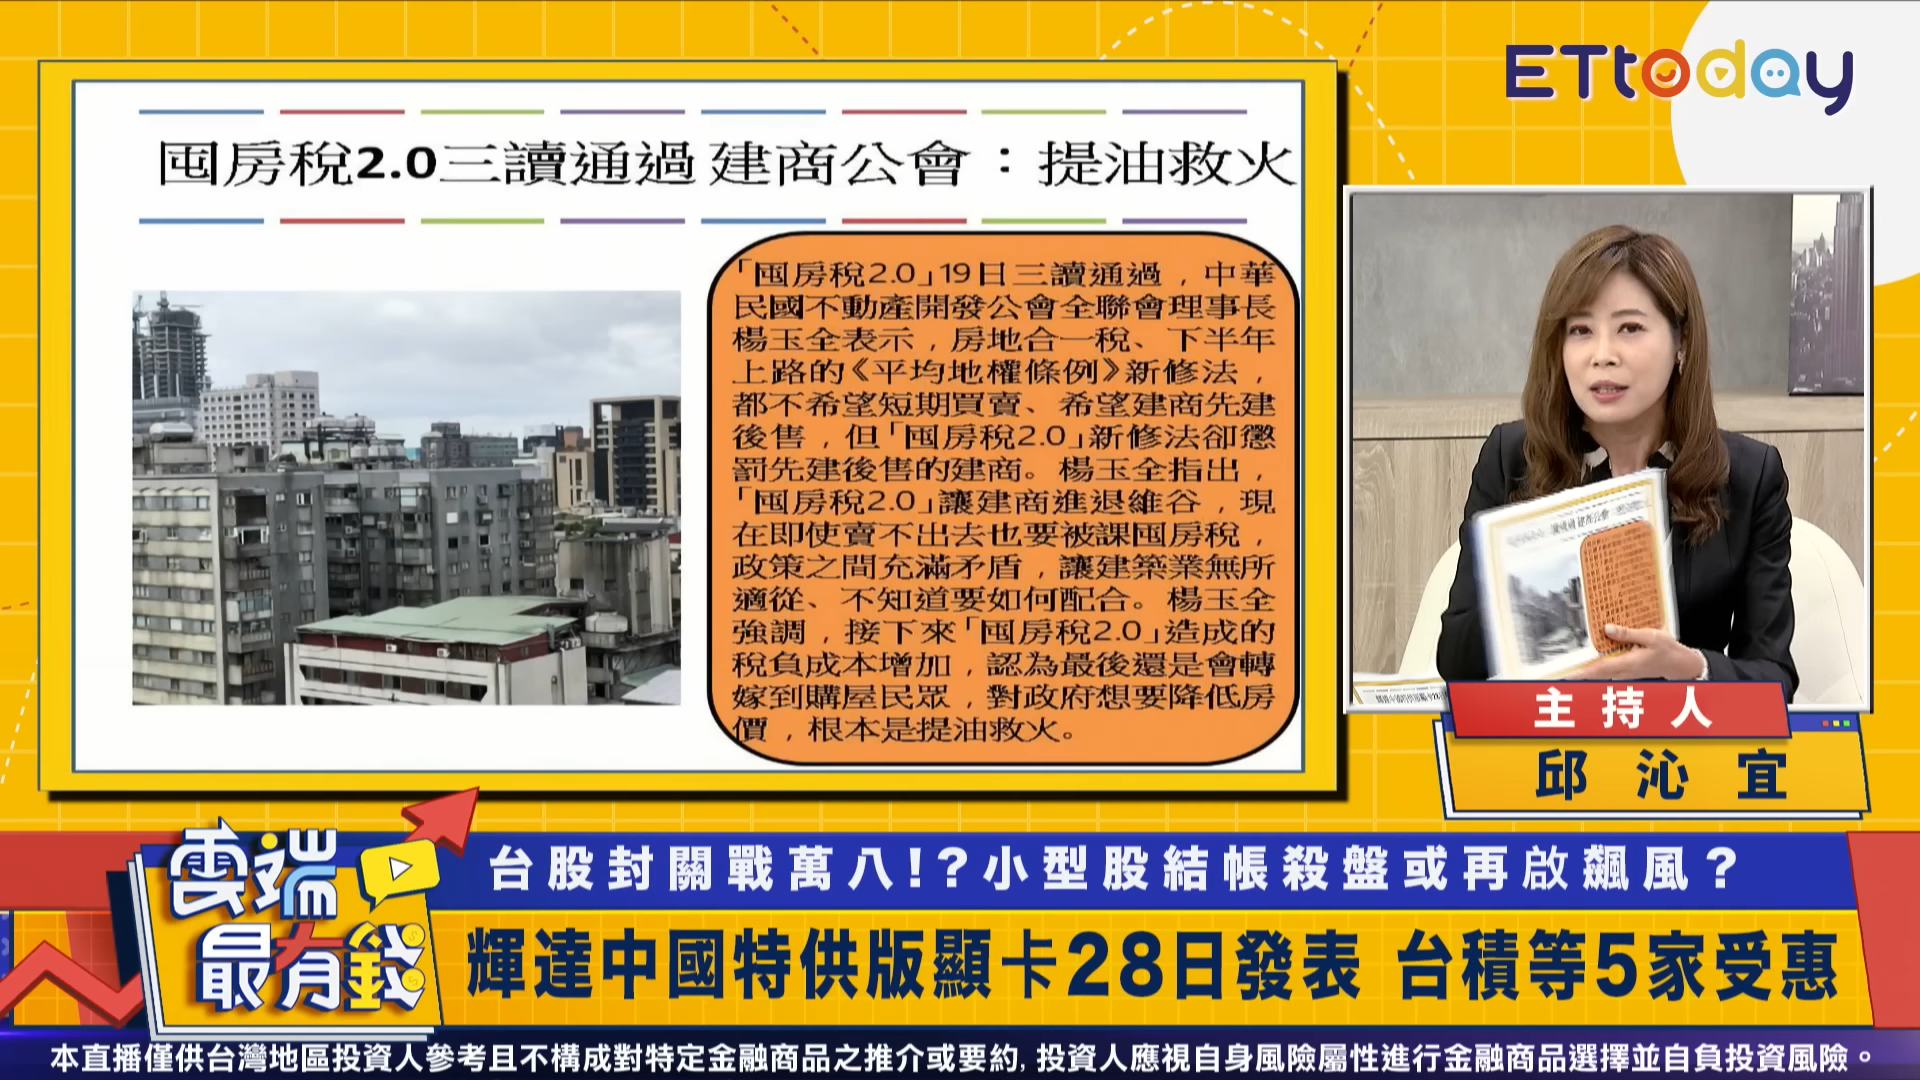 ETtoday
囤房稅2.0三讀通過 建商公會：提油救火
「囤房稅2.0」19日三讀通過，中華
民國不動產開發公會全聯會理事長
楊玉全表示，房地合一稅、下半年
上路的《平均地權條例》新修法，
都不希望短期買賣、希望建商先建
後售，但「囤房稅2.0」新修法卻懲
罰先建後售的建商。楊玉全指出，
「囤房稅2.0」讓建商進退維谷，現
在即使賣不出去也要被課囤房稅，
政策之間充滿矛盾，讓建築業無所
適從、不知道要如何配合。楊玉全
強調，接下來「囤房稅2.0」造成的
稅負成本增加，認為最後還是會轉
嫁到購屋民眾，對政府想要降低房
價，根本是提油救火。
主持人
邱沁宜
雲端
最有錢
台股封關戰萬八!?小型股結帳殺盤或再啟飆風?
輝達中國特供版顯卡28日發表 台積等5家受惠
本直播僅供台灣地區投資人參考且不構成對特定金融商品之推介或要約,投資人應視自身風險屬性進行金融商品選擇並自負投資風險。